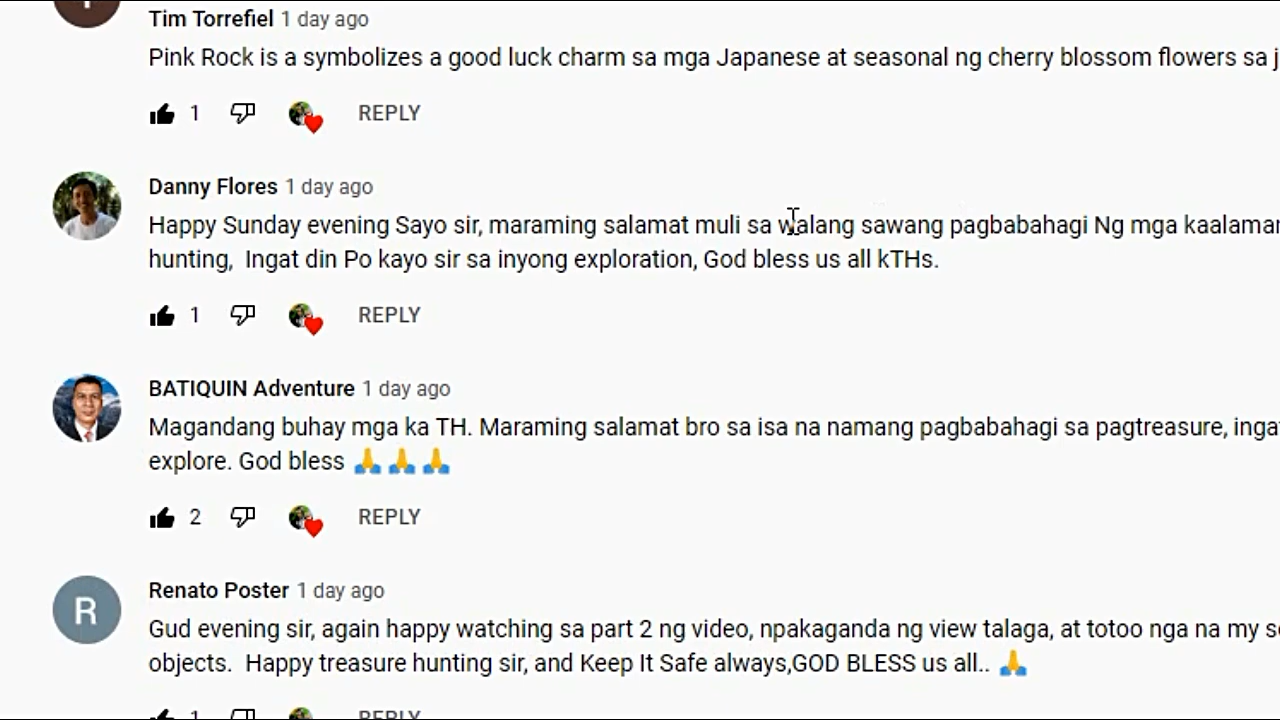 Tim Torrefiel 1 day ago
Pink Rock is a symbolizes a good luck charm sa mga Japanese at seasonal ng cherry blossom flowers sa j
1 REPLY
Danny Flores 1 day ago
Happy Sunday evening Sayo sir, maraming salamat muli sa walang sawang pagbabahagi Ng mga kaalaman
hunting, Ingat din Po kayo sir sa inyong exploration, God bless us all kTHs.
1 REPLY
BATIQUIN Adventure 1 day ago
Magandang buhay mga ka TH. Maraming salamat bro sa isa na namang pagbabahagi sa pagtreasure, inga
explore. God bless 🙏🙏🙏
2 REPLY
R
Renato Poster 1 day ago
Gud evening sir, again happy watching sa part 2 ng video, npakaganda ng view talaga, at totoo nga na my s
objects. Happy treasure hunting sir, and Keep It Safe always,GOD BLESS us all.. 🙏
1 REPLY